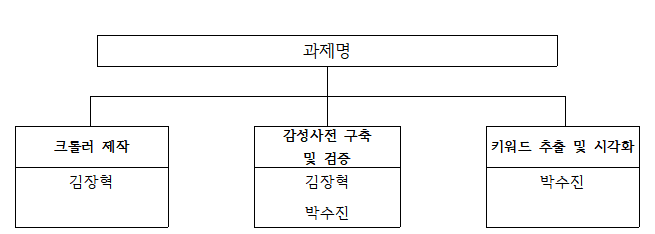 과제명
크롤러 제작
김장혁
감성사전 구축
및 검증
김장혁
박수진
키워드 추출 및 시각화
박수진